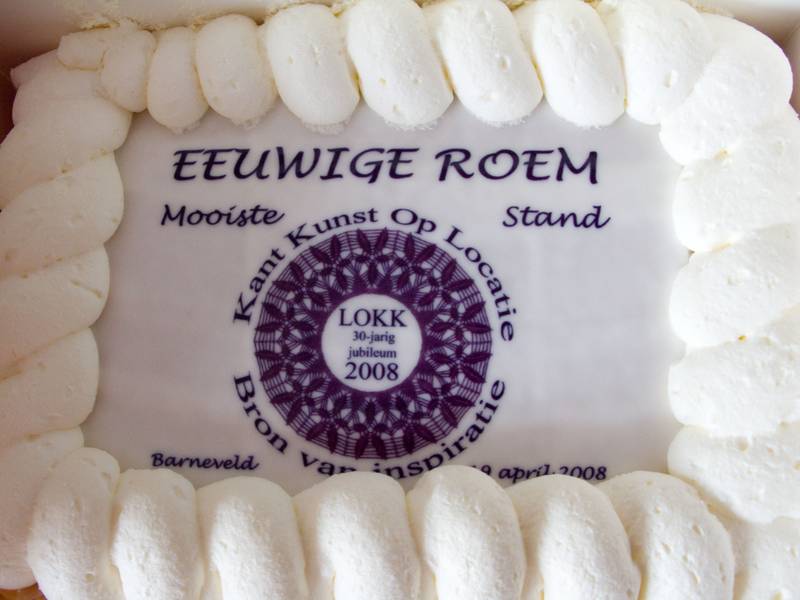 EEUWIGE ROEM
Mooiste Stand
Kant Kunst Op Locatie
LOKK
30-jarig
jubileum
2008
Bron van inspiratie
Barneveld 19 april 2008